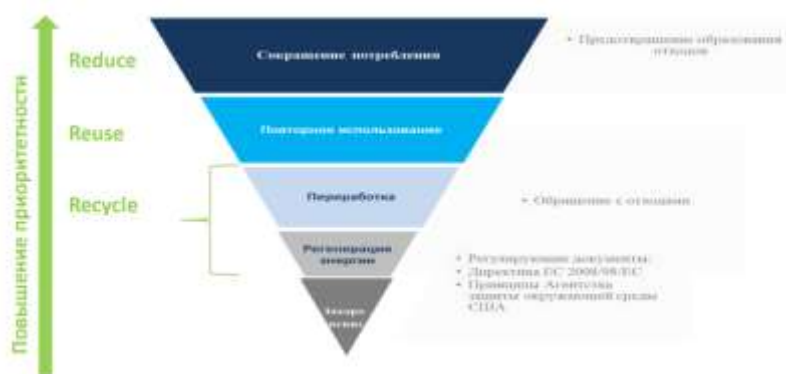 Повышение приоритетности
Reduce
Сокращение потребления
• Предотвращение образования
отходов
Reuse
Повторное использование
Recycle
Переработка
• Обращение с отходами
Регенерация
энергии
• Регулирующие документы:
• Директива ЕС 2008/98/ЕС
• Принципы Агентства
защиты окружающей среды
США